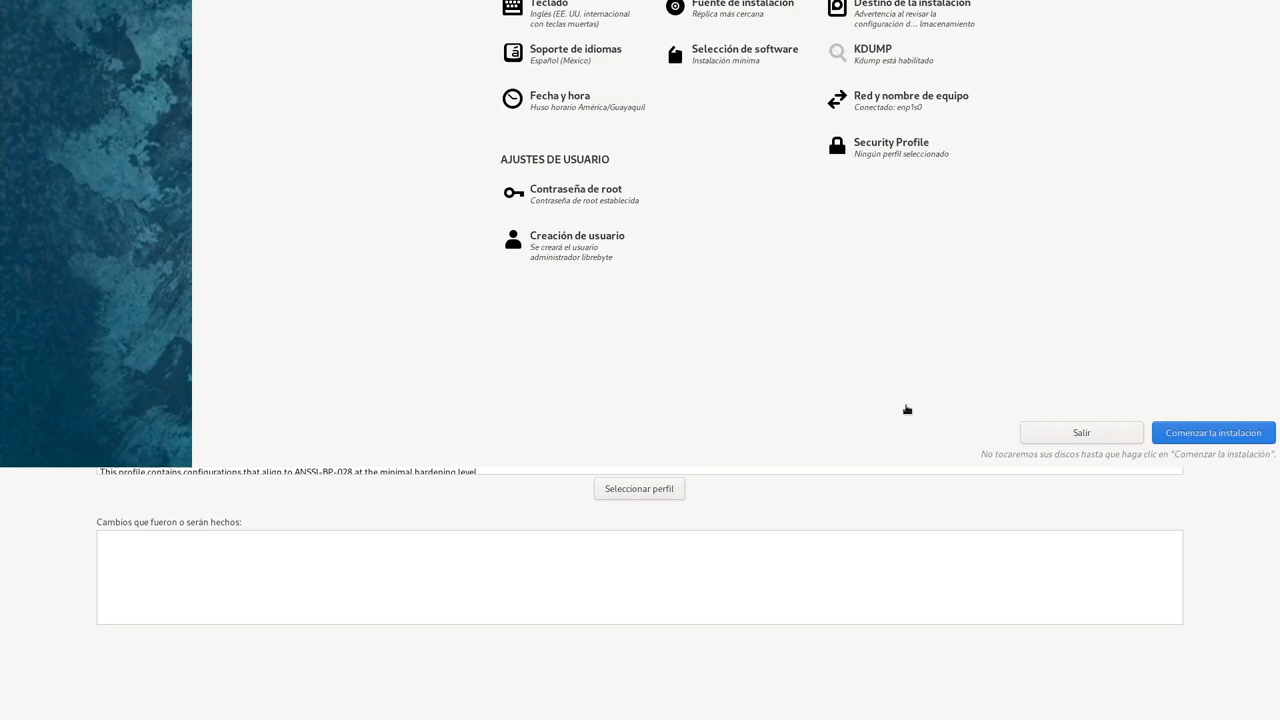 Teclado
Inglés (EE. UU. internacional
con teclas muertas)
Fuente de instalación
Réplica más cercana
Destino de la instalación
Advertencia al revisar la
configuración d... lmacenamiento
Soporte de idiomas
Español (México)
Selección de software
Instalación mínima
KDUMP
Kdump está habilitado
Fecha y hora
Huso horario América/Guayaquil
Red y nombre de equipo
Conectado: enp1s0
Security Profile
Ningún perfil seleccionado
AJUSTES DE USUARIO
Contraseña de root
Contraseña de root establecida
Creación de usuario
Se creará el usuario
administrador librebyte
Salir
Comenzar la instalación
No tocaremos sus discos hasta que haga clic en "Comenzar la instalación".
This profile contains configurations that align to ANSSI-BP-028 at the minimal hardening level
Seleccionar perfil
Cambios que fueron o serán hechos: